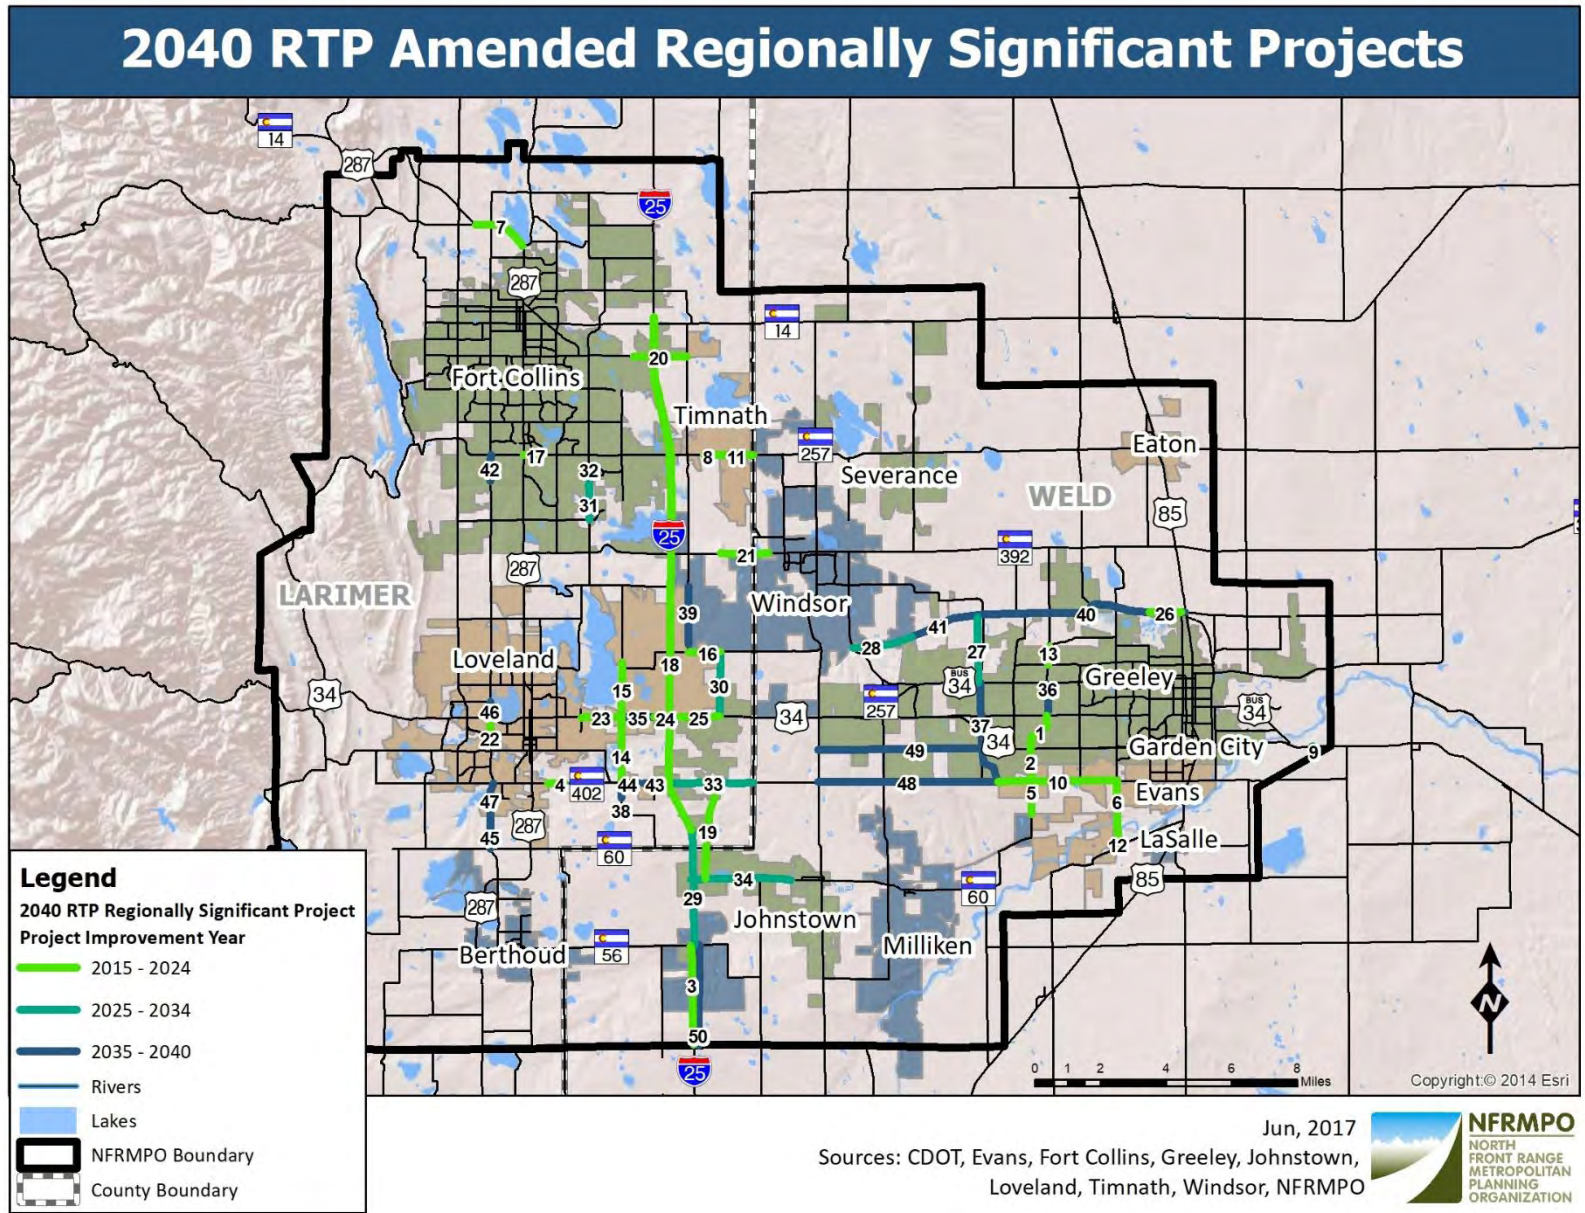 2040 RTP Amended Regionally Significant Projects
14
287
25
7
287
14
20
Fort Collins
Timnath
257
Eaton
17
8
11
42
32
Severance
31
WELD
85
25
392
21
287
LARIMER
39
Windsor
40
26
41
28
Loveland
18
16
27
13
34
15
30
BUS
34
36
Greeley
46
23
35
24
25
34
257
BUS
34
22
37
34
1
Garden City
49
2
9
14
4
402
44
43
33
48
10
5
6
Evans
47
38
287
19
45
60
12
LaSalle
34
60
85
287
29
Johnstown
Berthoud
56
Milliken
3
50
25
N
0
1
2
4
6
8
Miles
Copyright:© 2014 Esri
Legend
2040 RTP Regionally Significant Project
Project Improvement Year
2015 - 2024
2025 - 2034
2035 - 2040
Rivers
Lakes
NFRMPO Boundary
County Boundary
Jun, 2017
Sources: CDOT, Evans, Fort Collins, Greeley, Johnstown,
Loveland, Timnath, Windsor, NFRMPO
NFRMPO
NORTH
FRONT RANGE
METROPOLITAN
PLANNING
ORGANIZATION